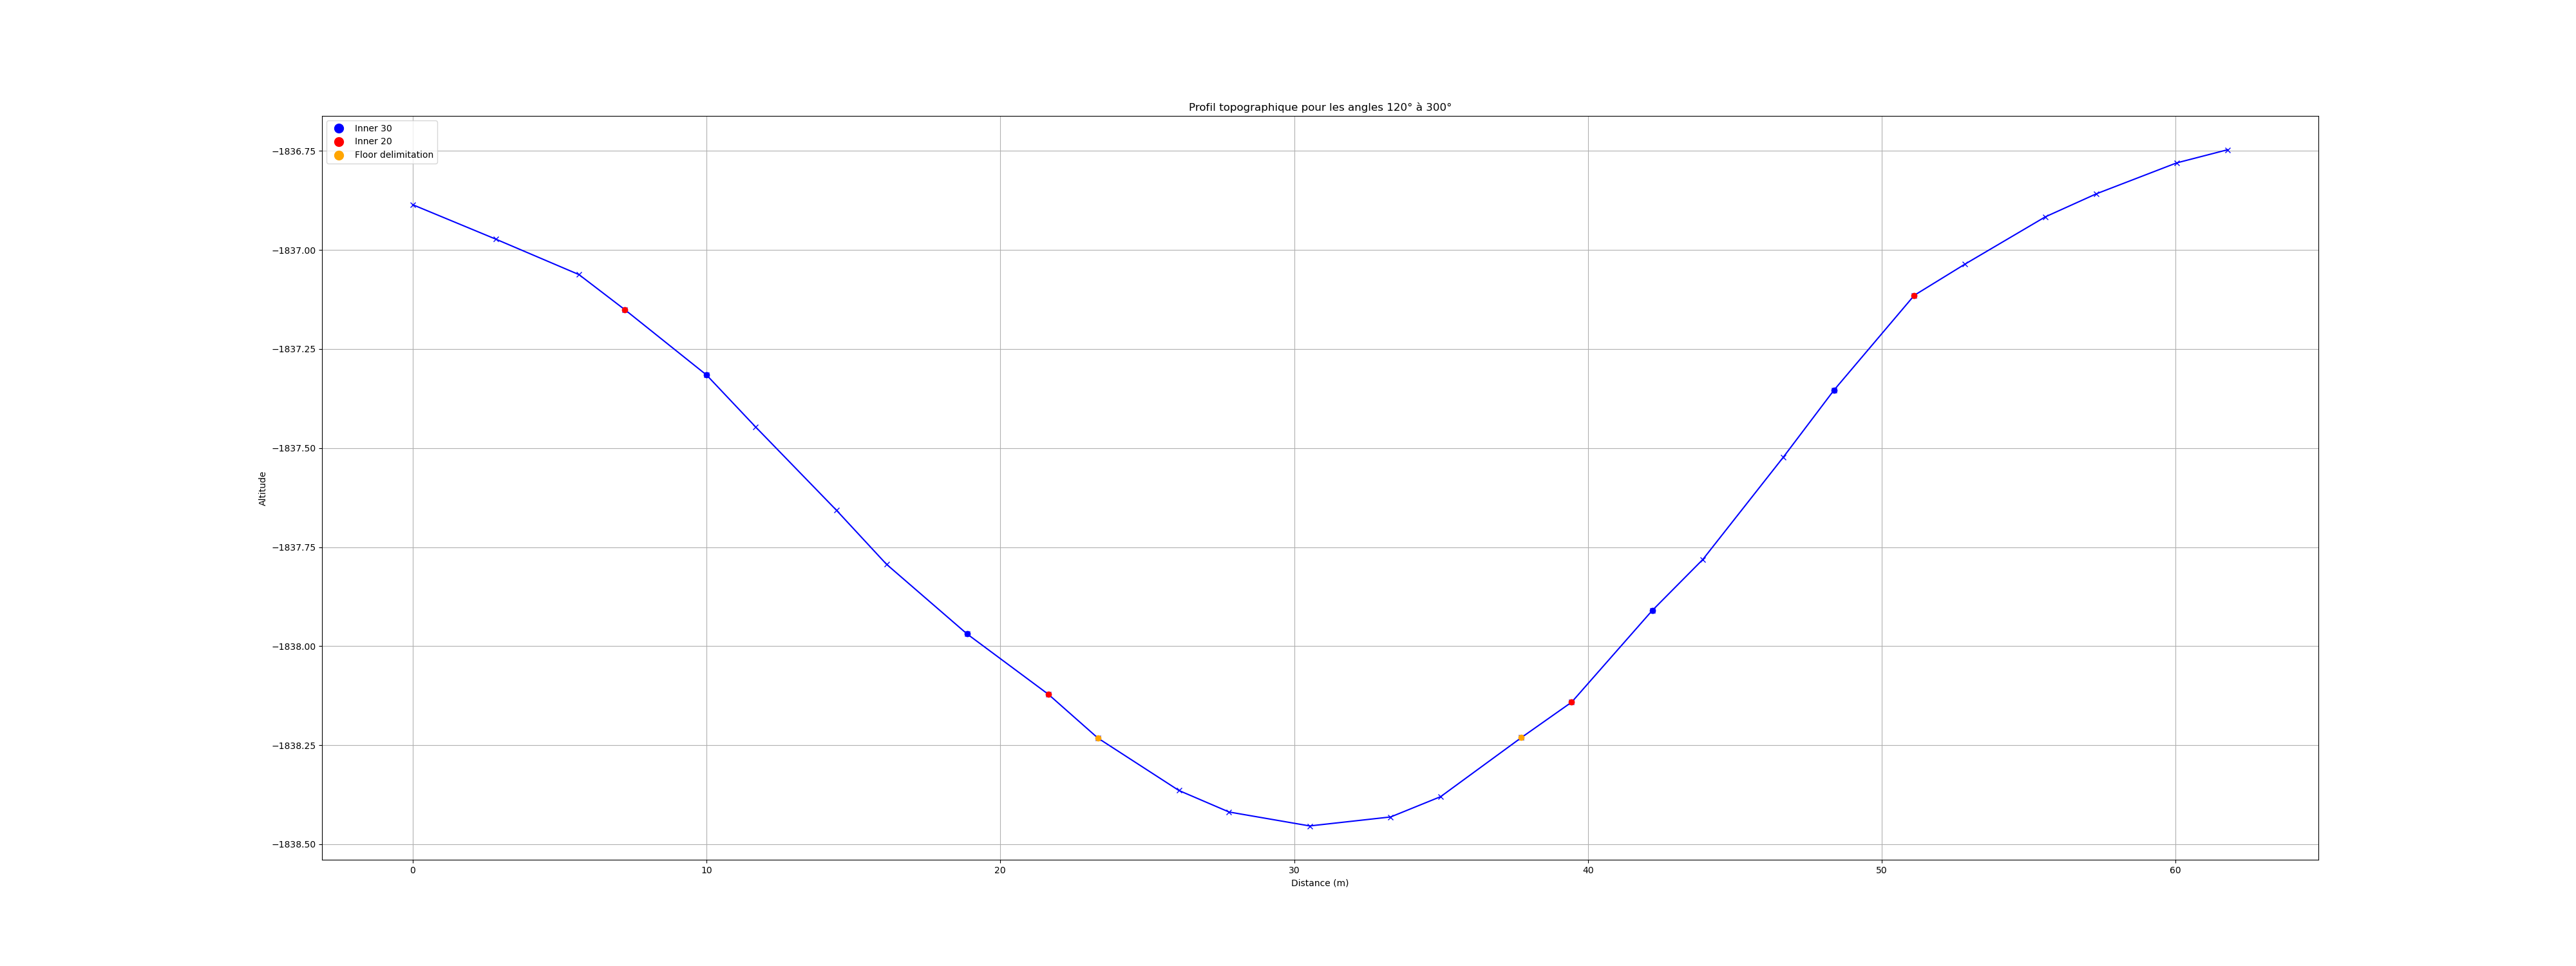 Profil topographique pour les angles 120° à 300°
Inner 30
Inner 20
Floor delimitation
−1836.75
−1837.00
−1837.25
−1837.50
−1837.75
−1838.00
−1838.25
−1838.50
Altitude
0 10 20 30 40 50 60
Distance (m)